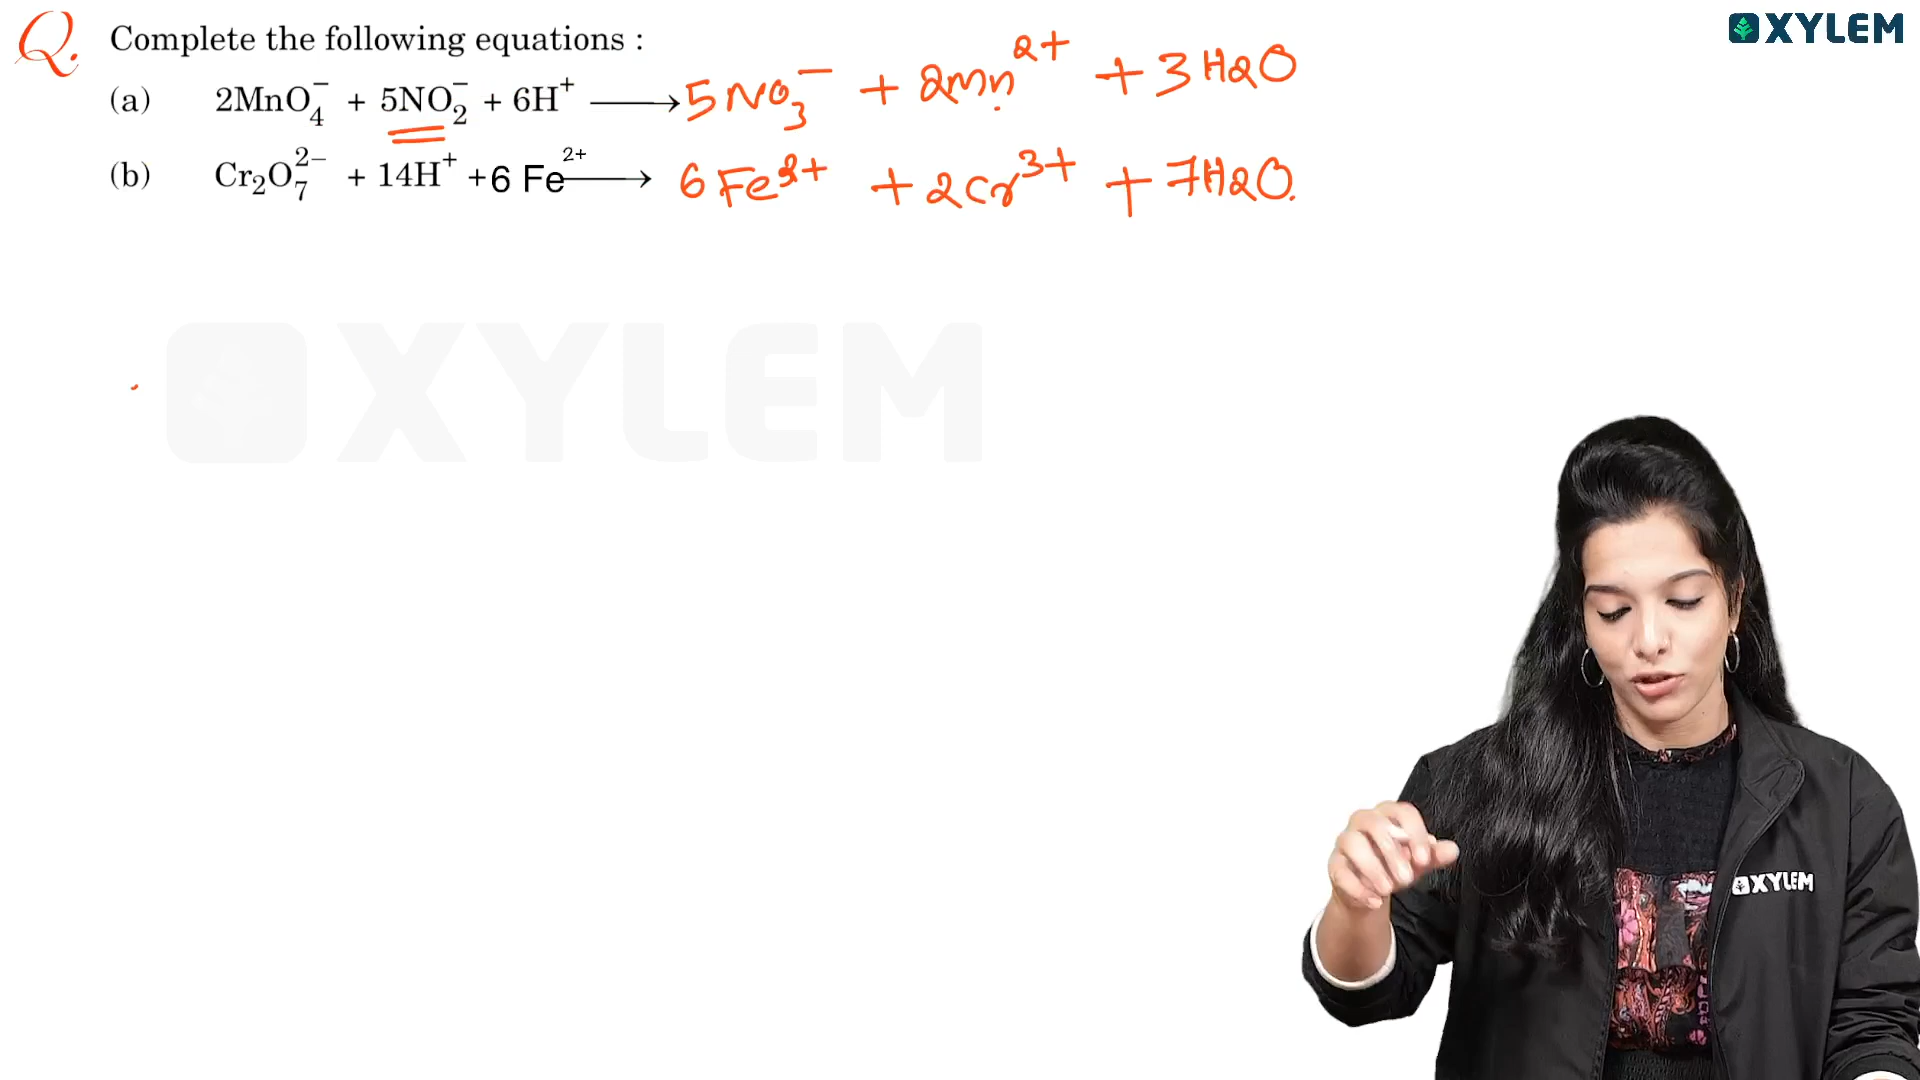 XYLEM
Q. Complete the following equations :
(a) 2MnO₄⁻ + 5NO₂⁻ + 6H⁺ ⟶ 5NO₃⁻ + 2Mn²⁺ + 3H2O
(b) Cr₂O₇²⁻ + 14H⁺ + 6 Fe²⁺ ⟶ 6Fe²⁺ + 2Cr³⁺ + 7H2O.
XYLEM
XYLEM